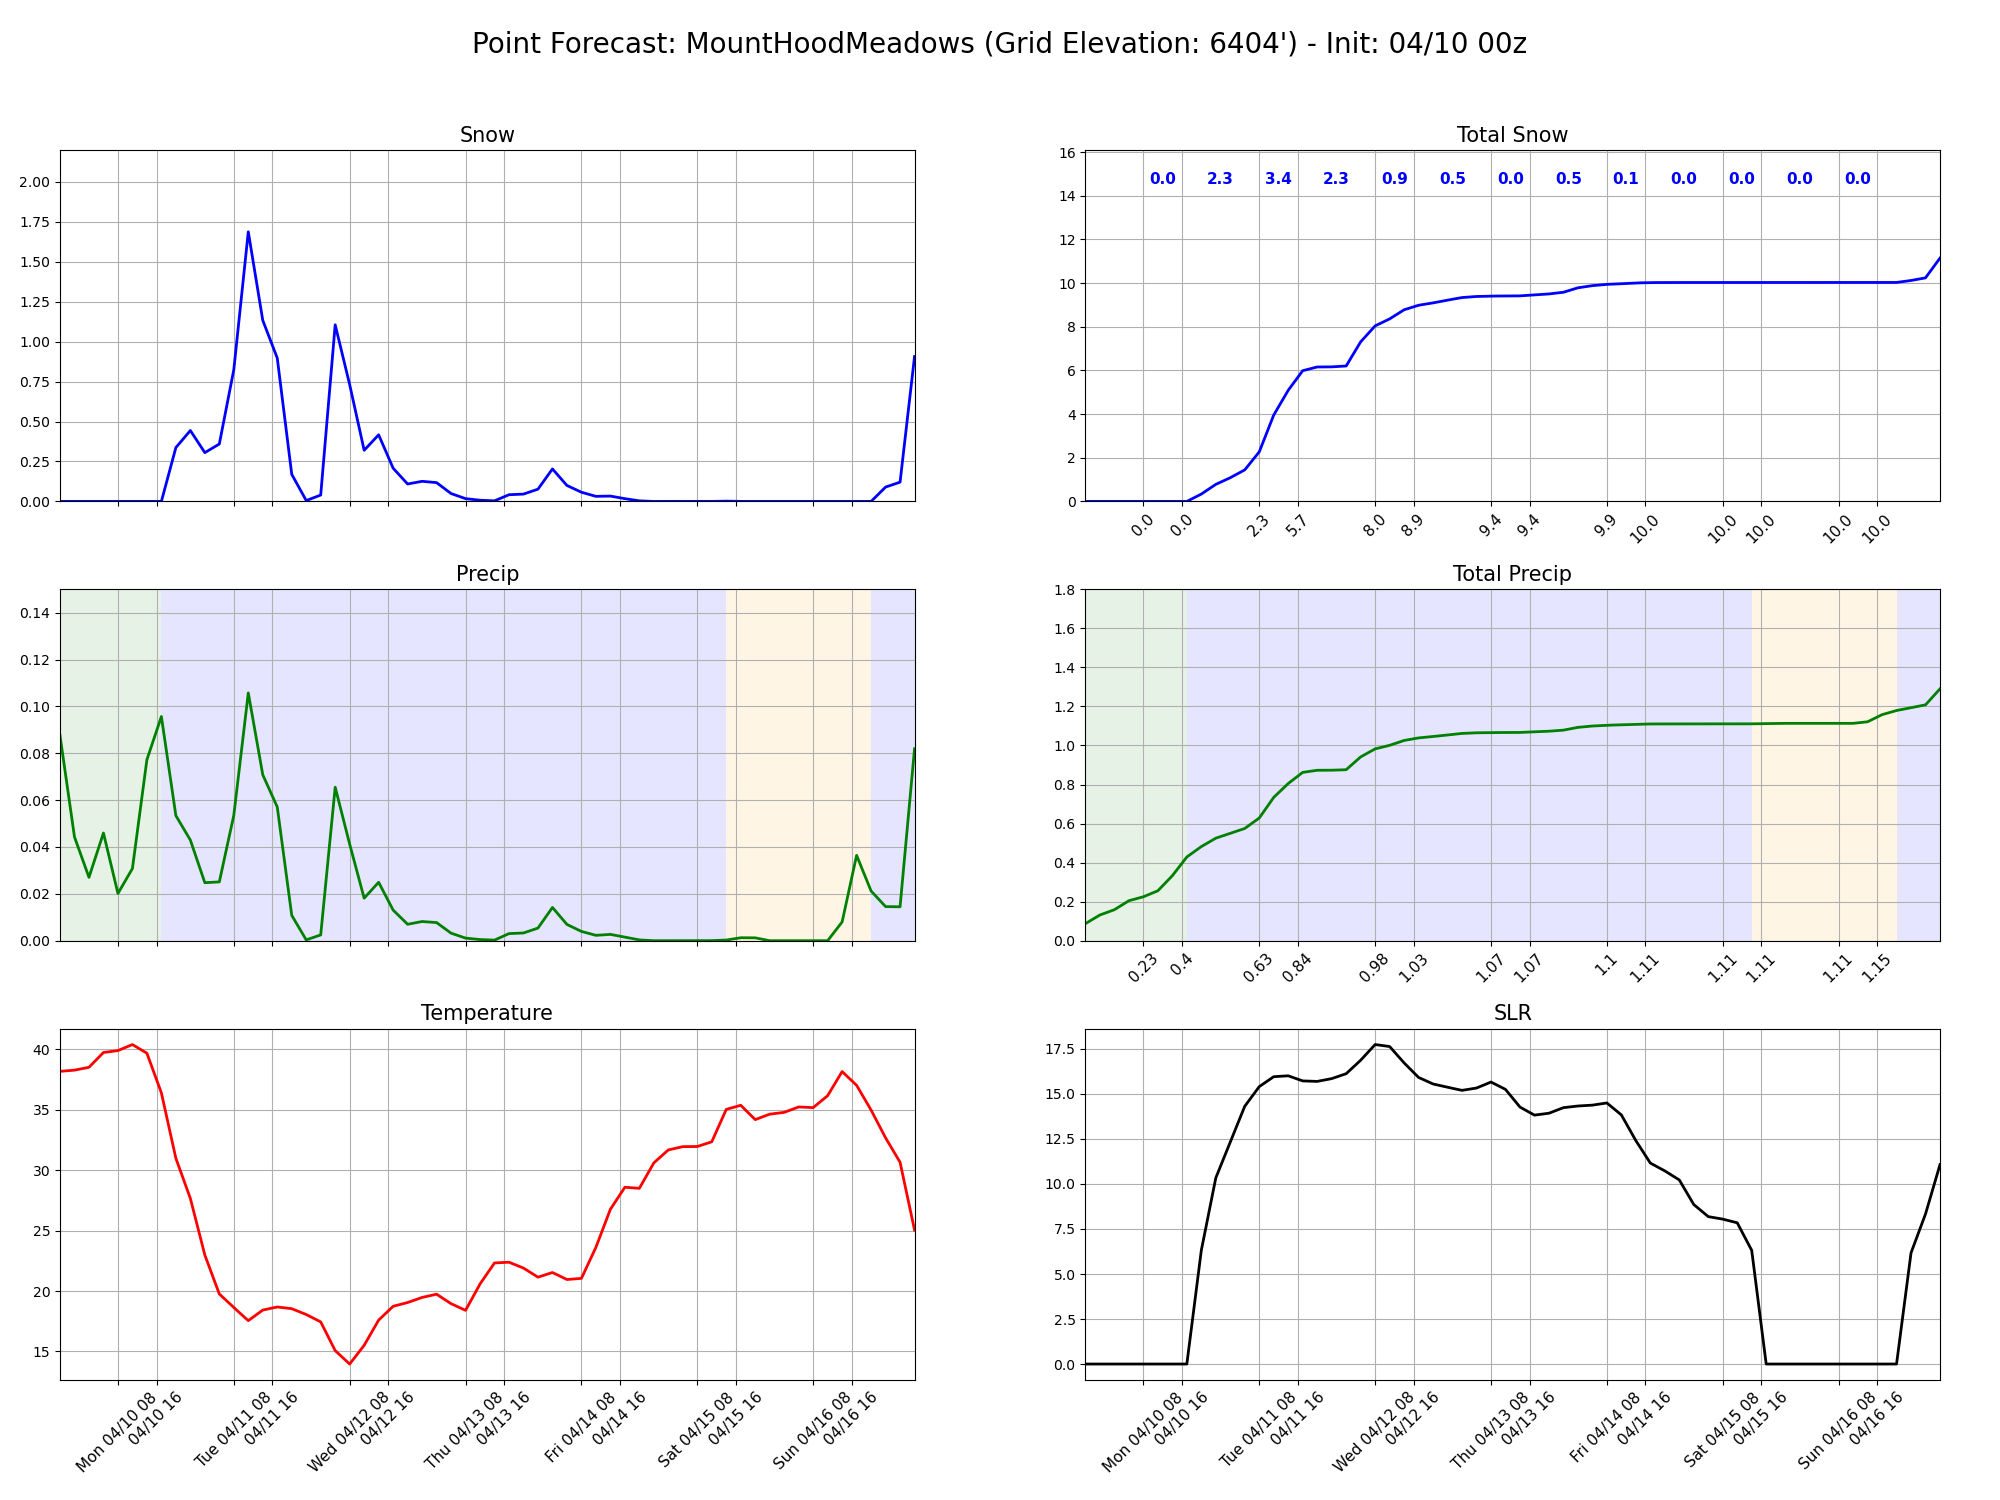 Point Forecast: MountHoodMeadows (Grid Elevation: 6404') - Init: 04/10 00z
Snow
2.00
1.75
1.50
1.25
1.00
0.75
0.50
0.25
0.00
Total Snow
16
14
12
10
8
6
4
2
0
0.0 2.3 3.4 2.3 0.9 0.5 0.0 0.5 0.1 0.0 0.0 0.0 0.0
0.0 0.0 2.3 5.7 8.0 8.9 9.4 9.4 9.9 10.0 10.0 10.0 10.0 10.0
Precip
0.14
0.12
0.10
0.08
0.06
0.04
0.02
0.00
Total Precip
1.8
1.6
1.4
1.2
1.0
0.8
0.6
0.4
0.2
0.0
0.23 0.4 0.63 0.84 0.98 1.03 1.07 1.07 1.1 1.11 1.11 1.11 1.11 1.15
Temperature
40
35
30
25
20
15
Mon 04/10 08
04/10 16
Tue 04/11 08
04/11 16
Wed 04/12 08
04/12 16
Thu 04/13 08
04/13 16
Fri 04/14 08
04/14 16
Sat 04/15 08
04/15 16
Sun 04/16 08
04/16 16
SLR
17.5
15.0
12.5
10.0
7.5
5.0
2.5
0.0
Mon 04/10 08
04/10 16
Tue 04/11 08
04/11 16
Wed 04/12 08
04/12 16
Thu 04/13 08
04/13 16
Fri 04/14 08
04/14 16
Sat 04/15 08
04/15 16
Sun 04/16 08
04/16 16